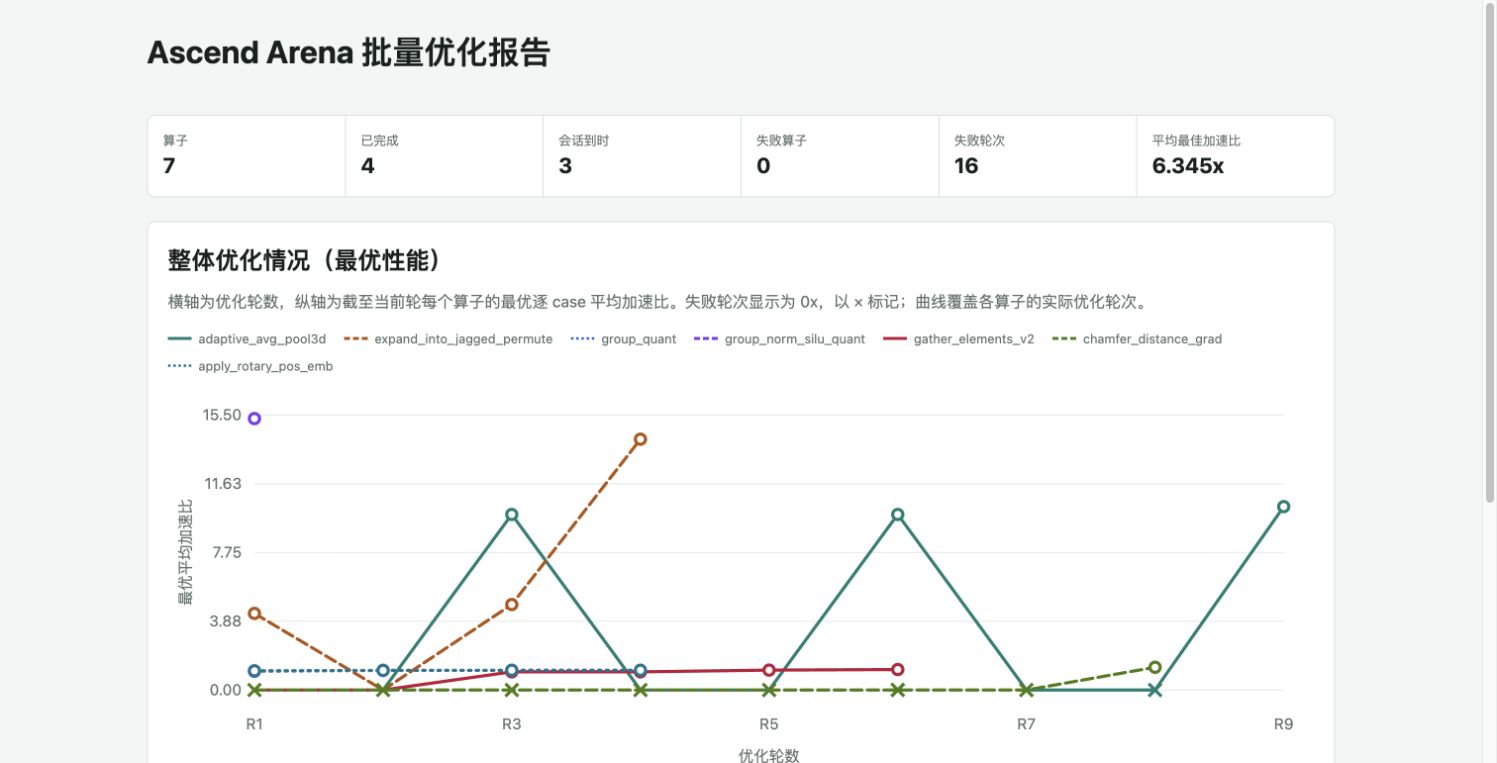 Ascend Arena 批量优化报告
算子 已完成 会话到时 失败算子 失败轮次 平均最佳加速比
7 4 3 0 16 6.345x
整体优化情况（最优性能）
横轴为优化轮数，纵轴为截至当前轮每个算子的最优逐 case 平均加速比。失败轮次显示为 0x，以 × 标记；曲线覆盖各算子的实际优化轮次。
adaptive_avg_pool3d expand_into_jagged_permute group_quant group_norm_silu_quant gather_elements_v2 chamfer_distance_grad
apply_rotary_pos_emb
15.50
11.63
7.75
3.88
0.00
最优平均加速比
R1 R3 R5 R7 R9
优化轮数